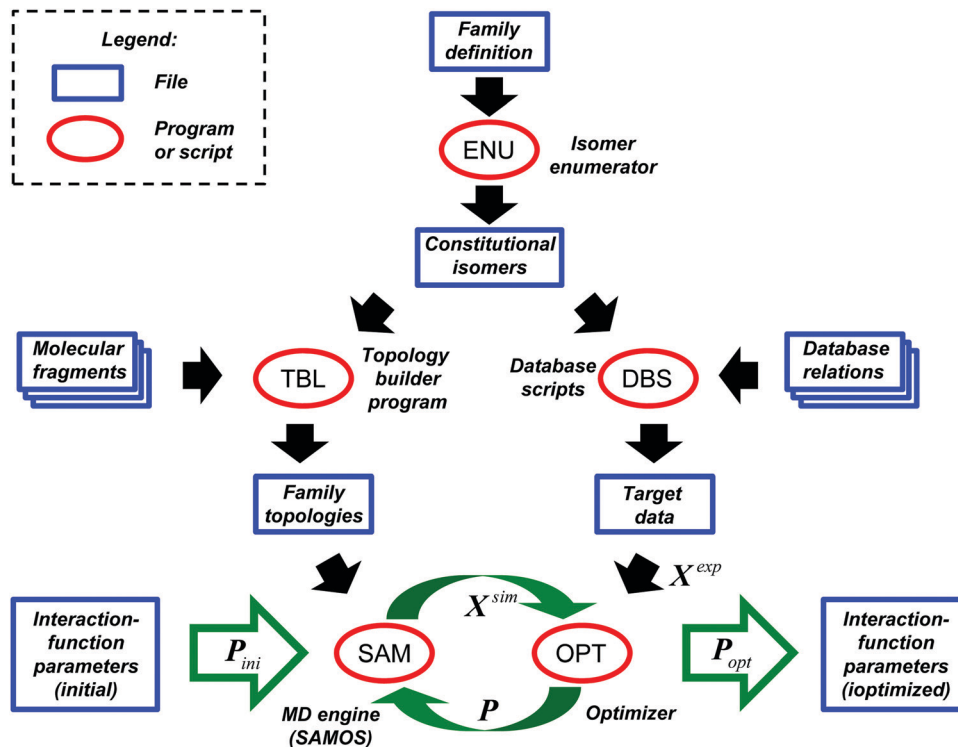 Legend:
File
Program
or script
Family
definition
ENU
Isomer
enumerator
Constitutional
isomers
Molecular
fragments
TBL
Topology
builder
program
Database
scripts
DBS
Database
relations
Family
topologies
Target
data
X^exp
X^sim
Interaction-
function
parameters
(initial)
P_ini
SAM
OPT
P_opt
Interaction-
function
parameters
(ioptimized)
MD engine
(SAMOS)
P
Optimizer